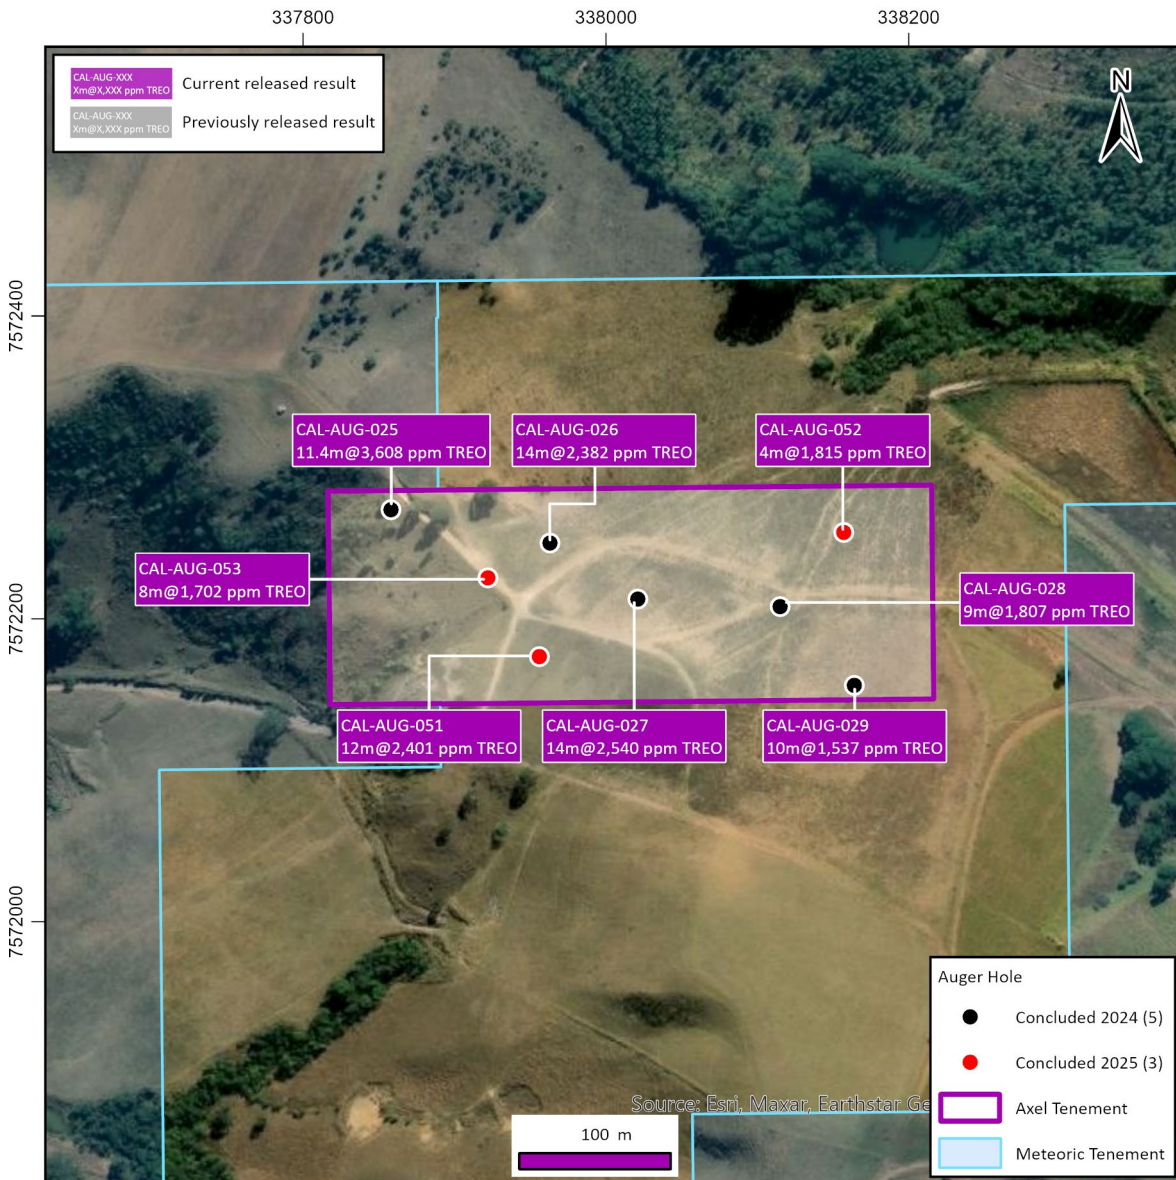 337800
338000
338200
CAL-AUG-XXX
Xm@X,XXX ppm TREO
Current released result
CAL-AUG-XXX
Xm@X,XXX ppm TREO
Previously released result
N
7572400
CAL-AUG-025
11.4m@3,608 ppm TREO
CAL-AUG-026
14m@2,382 ppm TREO
CAL-AUG-052
4m@1,815 ppm TREO
CAL-AUG-053
8m@1,702 ppm TREO
CAL-AUG-028
9m@1,807 ppm TREO
7572200
CAL-AUG-051
12m@2,401 ppm TREO
CAL-AUG-027
14m@2,540 ppm TREO
CAL-AUG-029
10m@1,537 ppm TREO
7572000
Auger Hole
Concluded 2024 (5)
Concluded 2025 (3)
Axel Tenement
Meteoric Tenement
Source: Esri, Maxar, Earthstar Ge
100 m